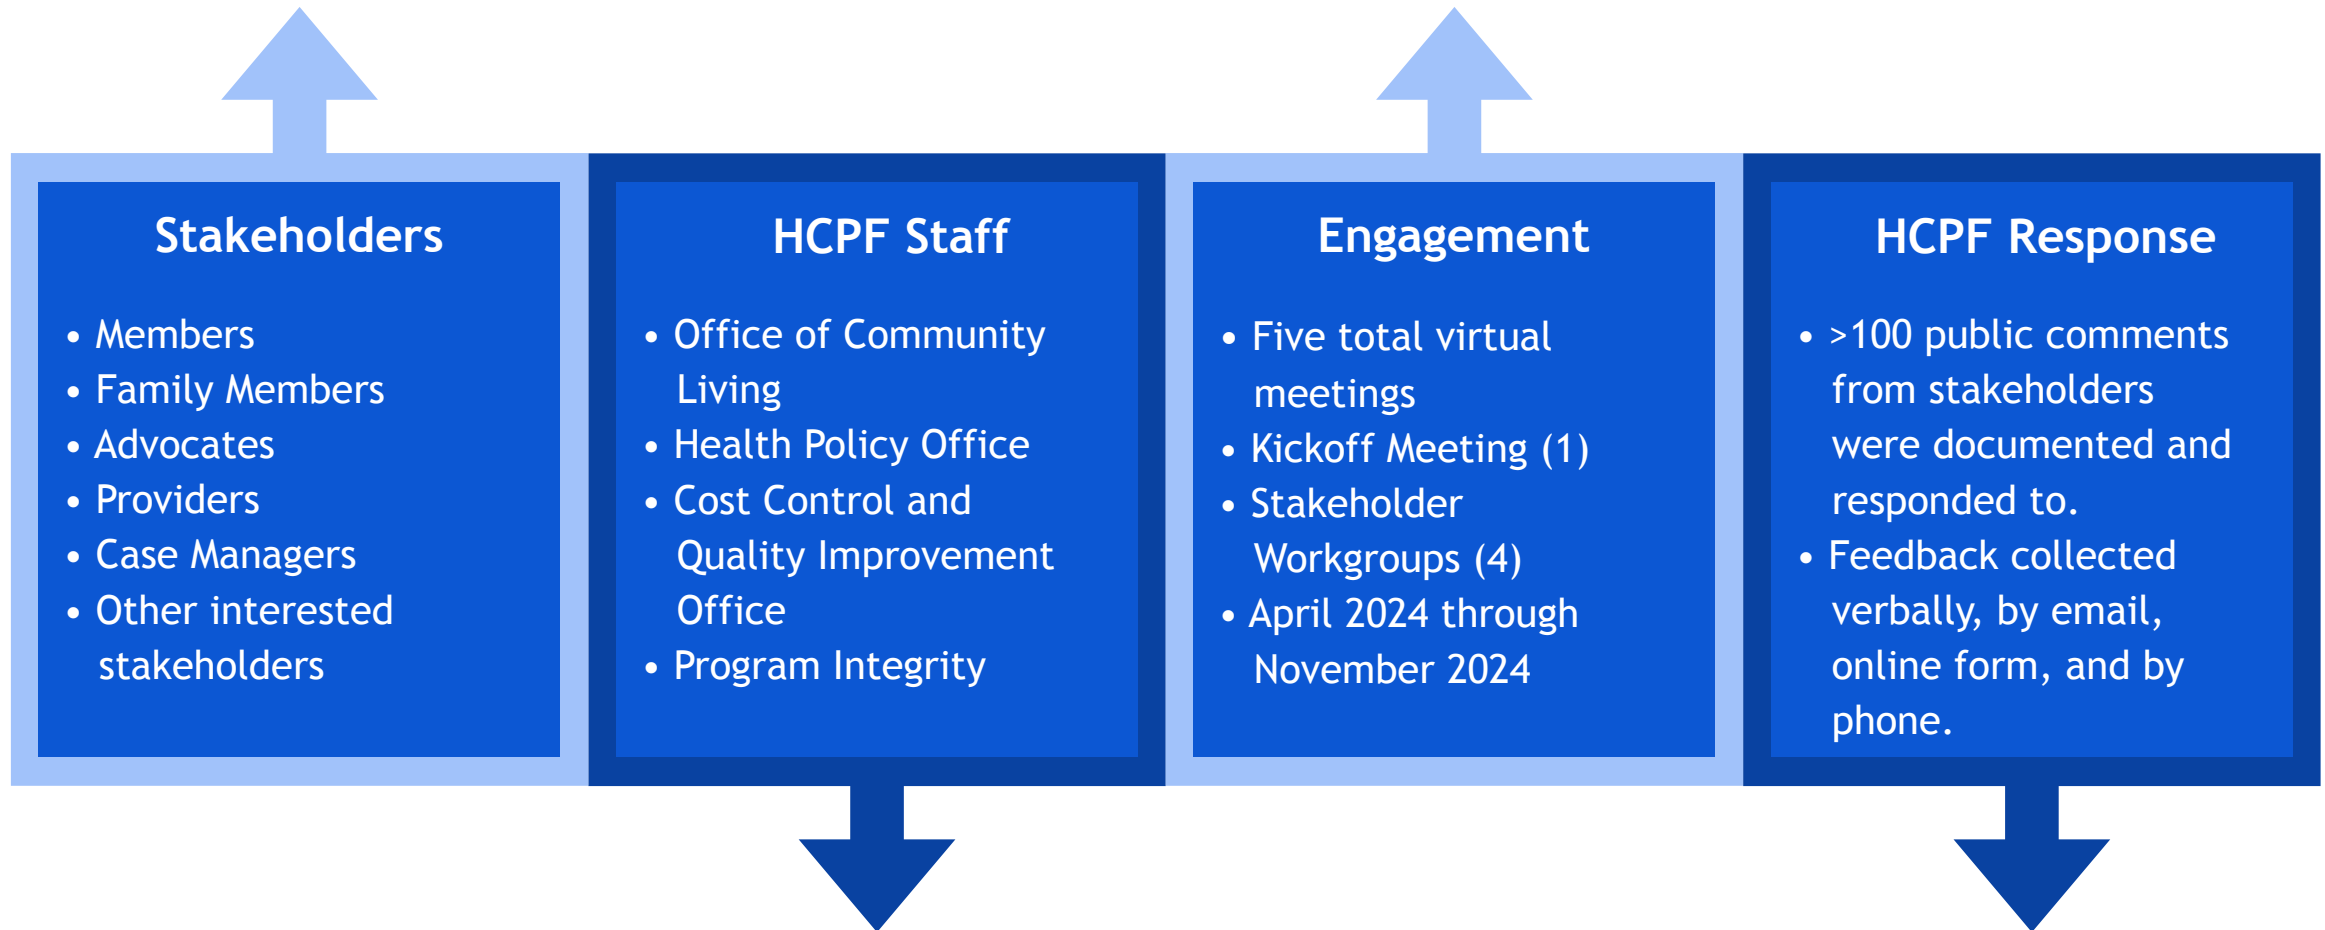 Stakeholders
• Members
• Family Members
• Advocates
• Providers
• Case Managers
• Other interested
stakeholders
HCPF Staff
• Office of Community
Living
• Health Policy Office
• Cost Control and
Quality Improvement
Office
• Program Integrity
Engagement
• Five total virtual
meetings
• Kickoff Meeting (1)
• Stakeholder
Workgroups (4)
• April 2024 through
November 2024
HCPF Response
• >100 public comments
from stakeholders
were documented and
responded to.
• Feedback collected
verbally, by email,
online form, and by
phone.